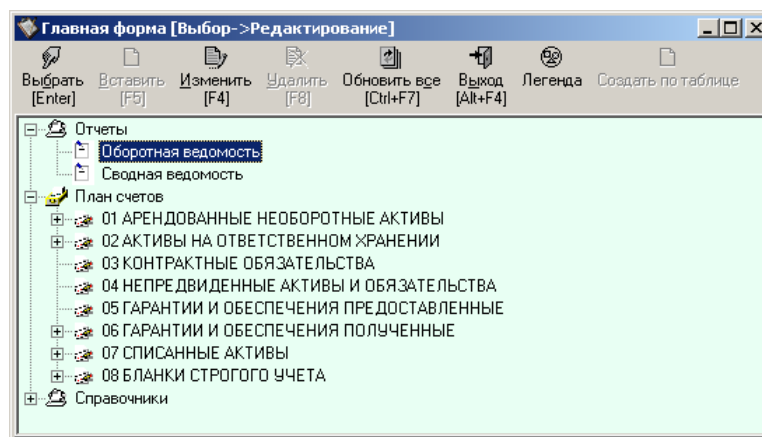 Главная форма [Выбор->Редактирование]
Выбрать [Enter] Вставить [F5] Изменить [F4] Удалить [F8] Обновить все [Ctrl+F7] Выход [Alt+F4] Легенда Создать по таблице
Отчеты
Оборотная ведомость
Сводная ведомость
План счетов
01 АРЕНДОВАННЫЕ НЕОБОРОТНЫЕ АКТИВЫ
02 АКТИВЫ НА ОТВЕТСТВЕННОМ ХРАНЕНИИ
03 КОНТРАКТНЫЕ ОБЯЗАТЕЛЬСТВА
04 НЕПРЕДВИДЕННЫЕ АКТИВЫ И ОБЯЗАТЕЛЬСТВА
05 ГАРАНТИИ И ОБЕСПЕЧЕНИЯ ПРЕДОСТАВЛЕННЫЕ
06 ГАРАНТИИ И ОБЕСПЕЧЕНИЯ ПОЛУЧЕННЫЕ
07 СПИСАННЫЕ АКТИВЫ
08 БЛАНКИ СТРОГОГО УЧЕТА
Справочники